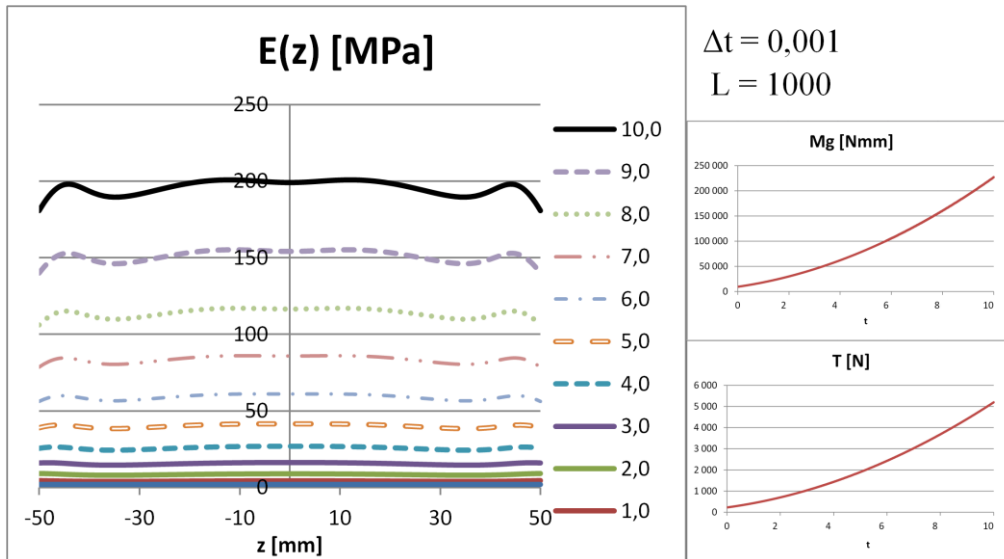 E(z) [MPa]
250
200
150
100
50
0
-50 -30 -10 10 30 50
z [mm]
10,0
9,0
8,0
7,0
6,0
5,0
4,0
3,0
2,0
1,0
Δt = 0,001
L = 1000
Mg [Nmm]
250 000
200 000
150 000
100 000
50 000
0
0 2 4 6 8 10
t
T [N]
6 000
5 000
4 000
3 000
2 000
1 000
0
0 2 4 6 8 10
t